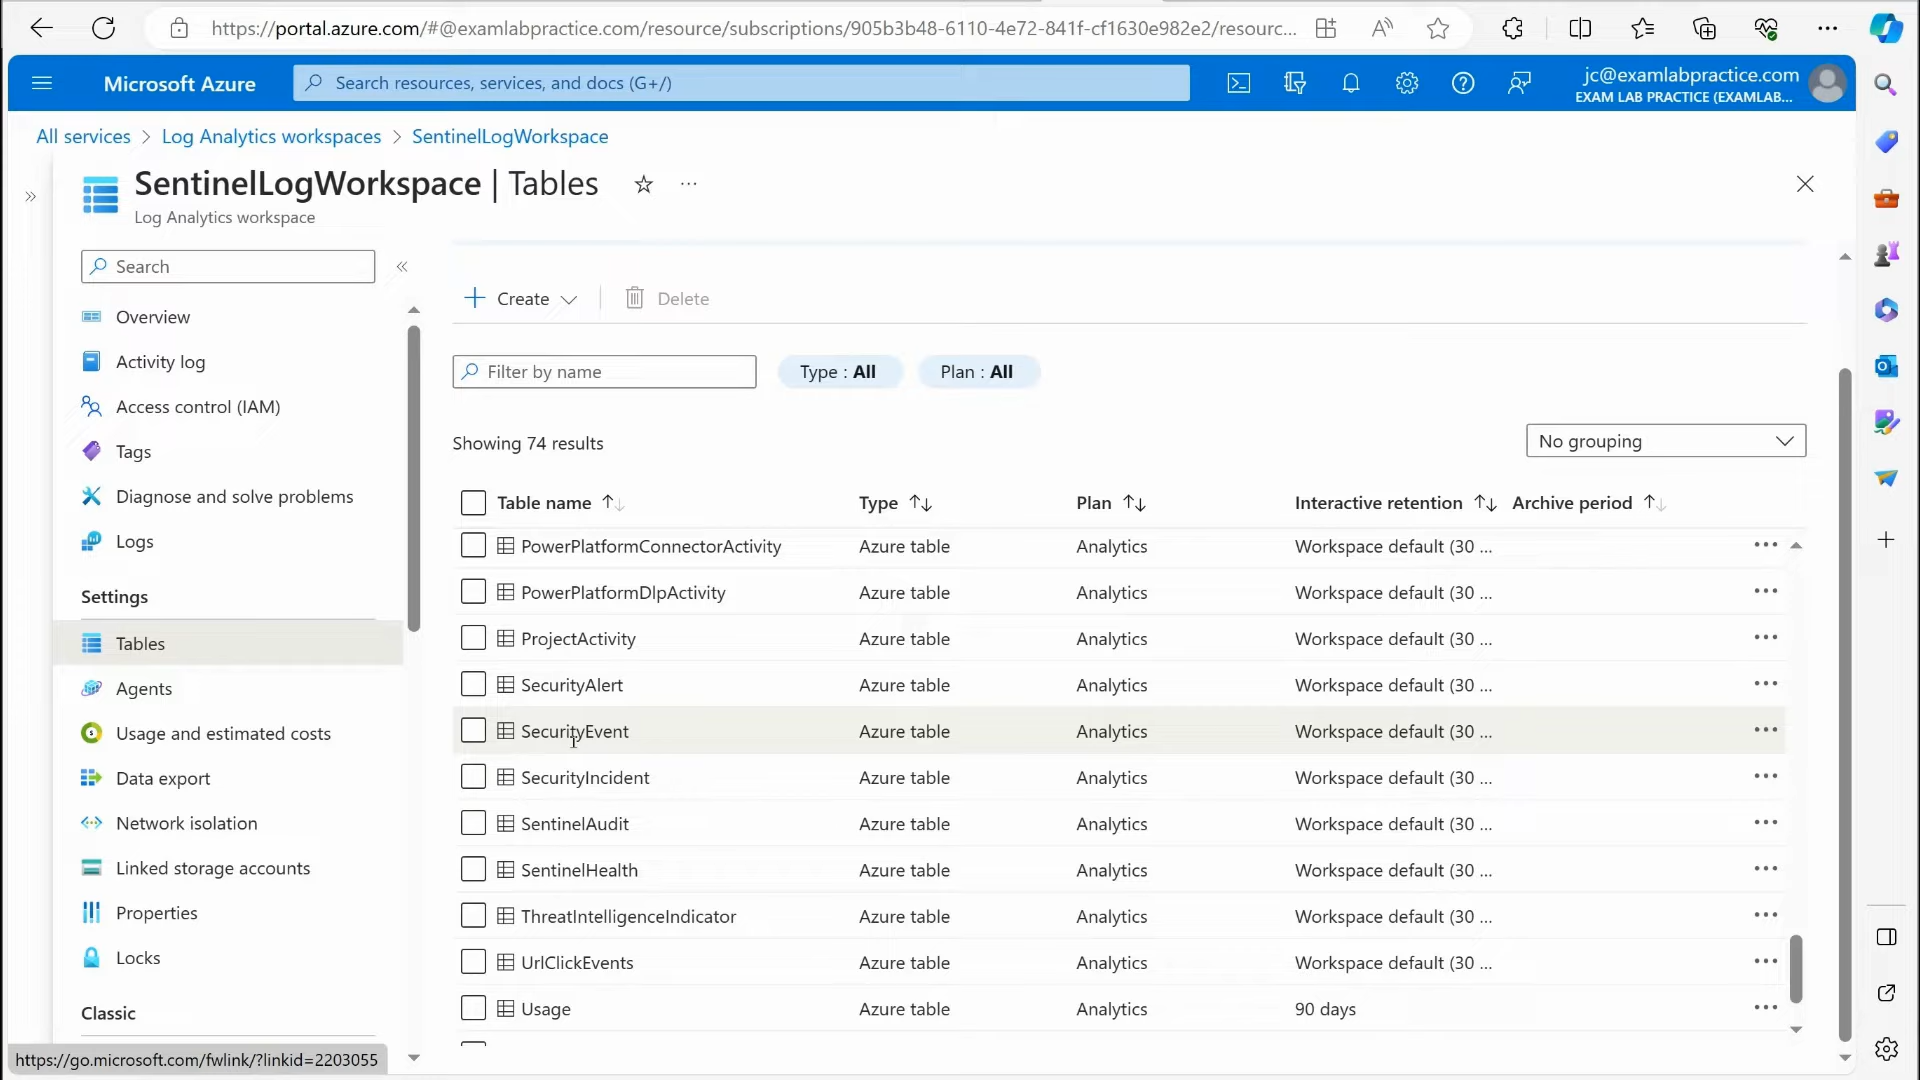 https://portal.azure.com/#@examlabpractice.com/resource/subscriptions/905b3b48-6110-4e72-841f-cf1630e982e2/resourc...
Microsoft Azure
Search resources, services, and docs (G+/)
jc@examlabpractice.com
EXAM LAB PRACTICE (EXAMLAB...
All services > Log Analytics workspaces > SentinelLogWorkspace
SentinelLogWorkspace | Tables
Log Analytics workspace
Search
Overview
Activity log
Access control (IAM)
Tags
Diagnose and solve problems
Logs
Settings
Tables
Agents
Usage and estimated costs
Data export
Network isolation
Linked storage accounts
Properties
Locks
Classic
https://go.microsoft.com/fwlink/?linkid=2203055
Create
Delete
Filter by name
Type : All
Plan : All
Showing 74 results
No grouping
Table name Type Plan Interactive retention Archive period
PowerPlatformConnectorActivity Azure table Analytics Workspace default (30 ...
PowerPlatformDlpActivity Azure table Analytics Workspace default (30 ...
ProjectActivity Azure table Analytics Workspace default (30 ...
SecurityAlert Azure table Analytics Workspace default (30 ...
SecurityEvent Azure table Analytics Workspace default (30 ...
SecurityIncident Azure table Analytics Workspace default (30 ...
SentinelAudit Azure table Analytics Workspace default (30 ...
SentinelHealth Azure table Analytics Workspace default (30 ...
ThreatIntelligenceIndicator Azure table Analytics Workspace default (30 ...
UrlClickEvents Azure table Analytics Workspace default (30 ...
Usage Azure table Analytics 90 days